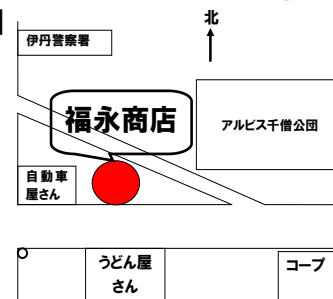 北
伊丹警察署
福永商店
アルビス千僧公団
自動車
屋さん
うどん屋
さん
コープ